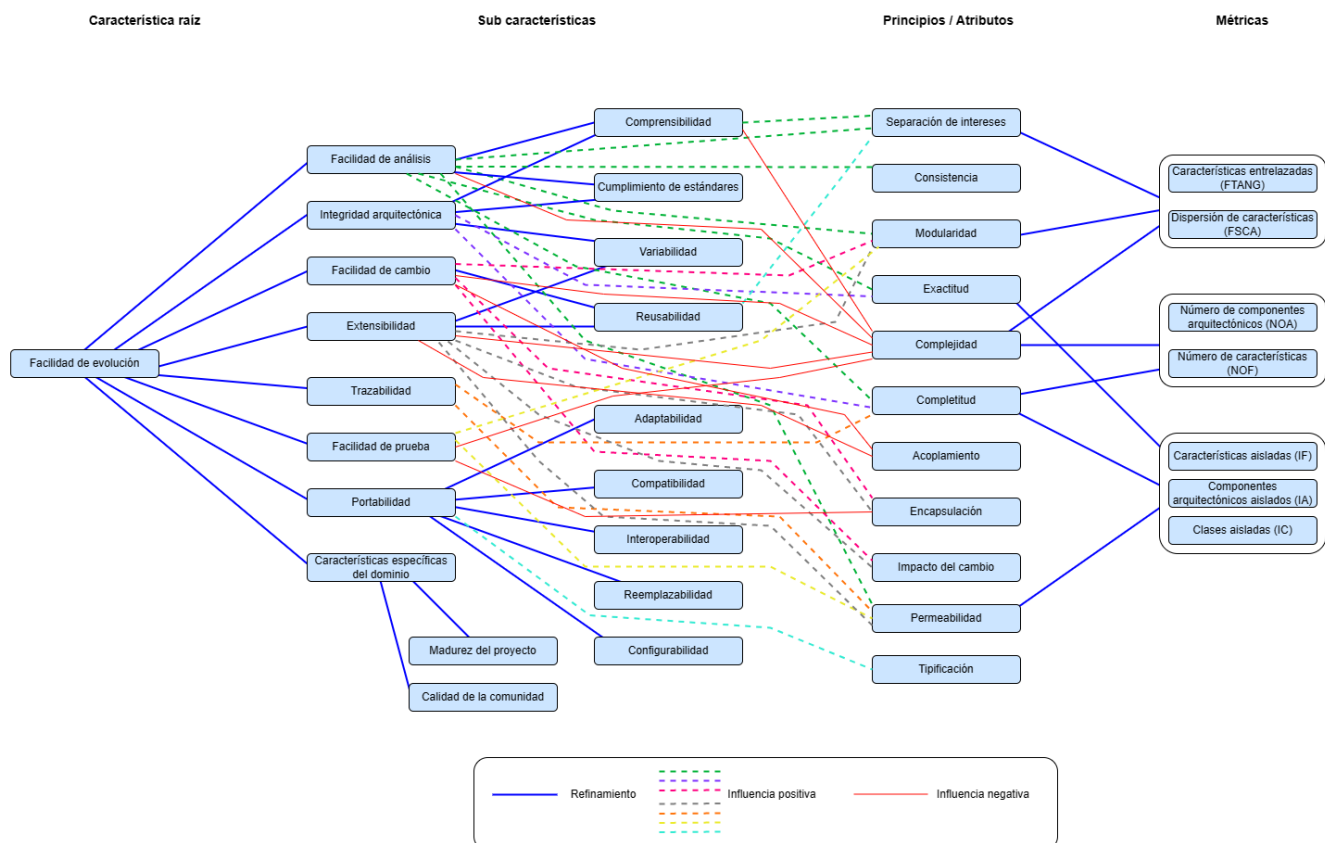 Característica raíz
Sub características
Principios / Atributos
Métricas
Facilidad de evolución
Facilidad de análisis
Integridad arquitectónica
Facilidad de cambio
Extensibilidad
Trazabilidad
Facilidad de prueba
Portabilidad
Características específicas
del dominio
Madurez del proyecto
Calidad de la comunidad
Comprensibilidad
Cumplimiento de estándares
Variabilidad
Reusabilidad
Adaptabilidad
Compatibilidad
Interoperabilidad
Reemplazabilidad
Configurabilidad
Separación de intereses
Consistencia
Modularidad
Exactitud
Complejidad
Completitud
Acoplamiento
Encapsulación
Impacto del cambio
Permeabilidad
Tipificación
Características entrelazadas
(FTANG)
Dispersión de características
(FSCA)
Número de componentes
arquitectónicos (NOA)
Número de características
(NOF)
Características aisladas (IF)
Componentes
arquitectónicos aislados (IA)
Clases aisladas (IC)
Refinamiento
Influencia positiva
Influencia negativa